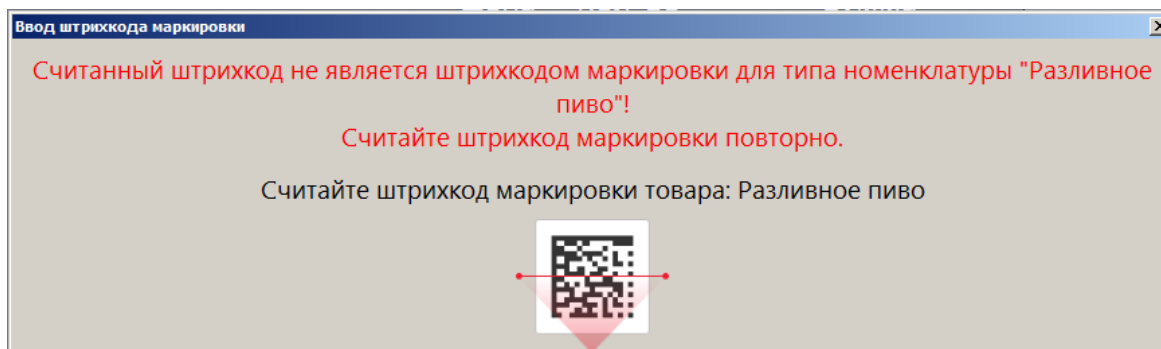 Ввод штрихкода маркировки
Считанный штрихкод не является штрихкодом маркировки для типа номенклатуры "Разливное
пиво"!
Считайте штрихкод маркировки повторно.
Считайте штрихкод маркировки товара: Разливное пиво